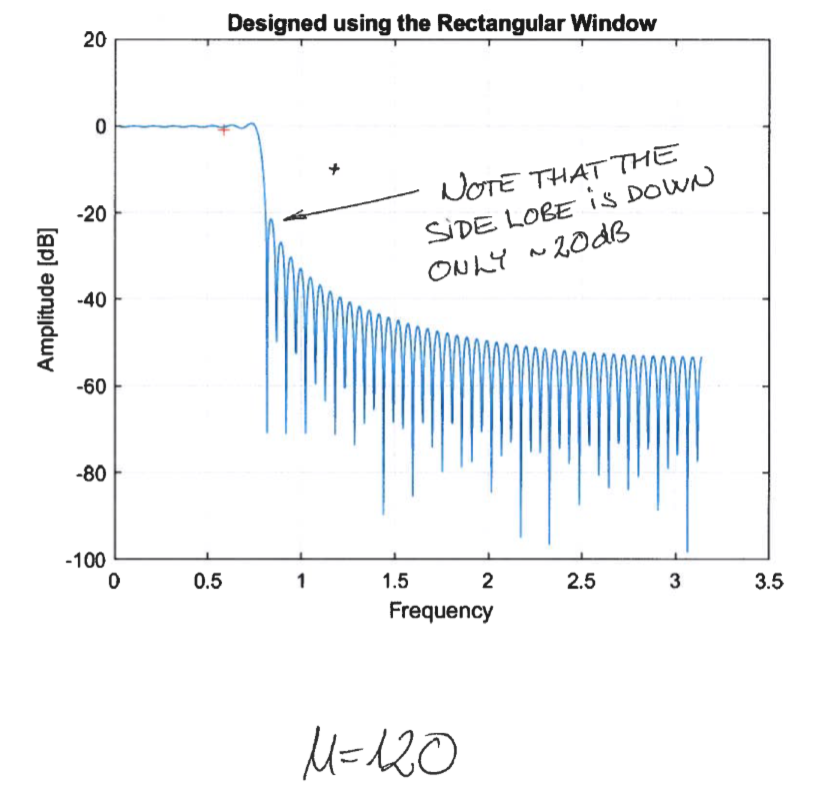 Designed using the Rectangular Window
20
0
-20
-40
-60
-80
-100
Amplitude [dB]
0 0.5 1 1.5 2 2.5 3 3.5
Frequency
NOTE THAT THE
SIDE LOBE iS DOWN
ONLY ~20dB
M=120